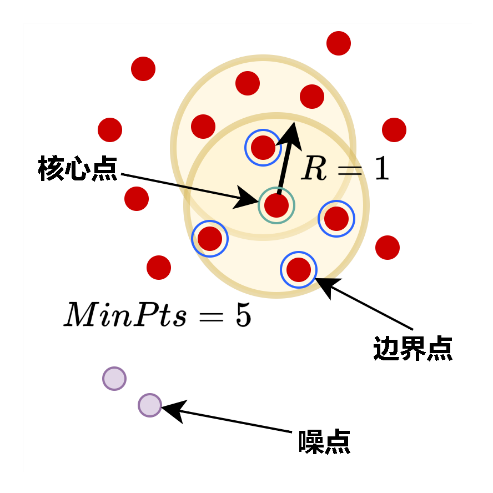 核心点
R = 1
MinPts = 5
边界点
噪点